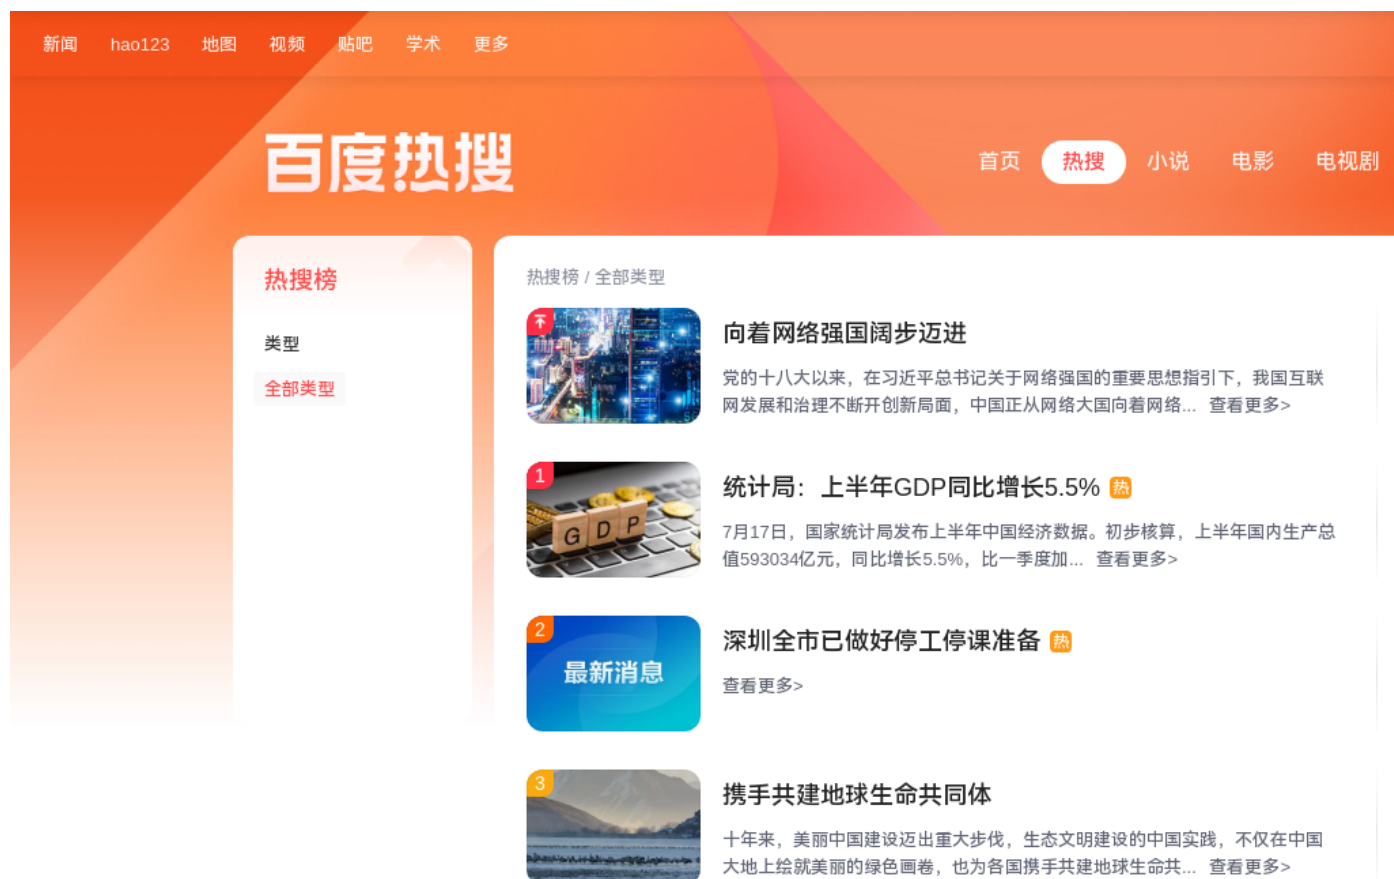 新闻 hao123 地图 视频 贴吧 学术 更多
百度热搜
首页 热搜 小说 电影 电视剧
热搜榜
类型
全部类型
热搜榜 / 全部类型
向着网络强国阔步迈进
党的十八大以来，在习近平总书记关于网络强国的重要思想指引下，我国互联
网发展和治理不断开创新局面，中国正从网络大国向着网络... 查看更多>
1
GDP
统计局：上半年GDP同比增长5.5% 热
7月17日，国家统计局发布上半年中国经济数据。初步核算，上半年国内生产总
值593034亿元，同比增长5.5%，比一季度加... 查看更多>
2
最新消息
深圳全市已做好停工停课准备 热
查看更多>
3
携手共建地球生命共同体
十年来，美丽中国建设迈出重大步伐，生态文明建设的中国实践，不仅在中国
大地上绘就美丽的绿色画卷，也为各国携手共建地球生命共... 查看更多>